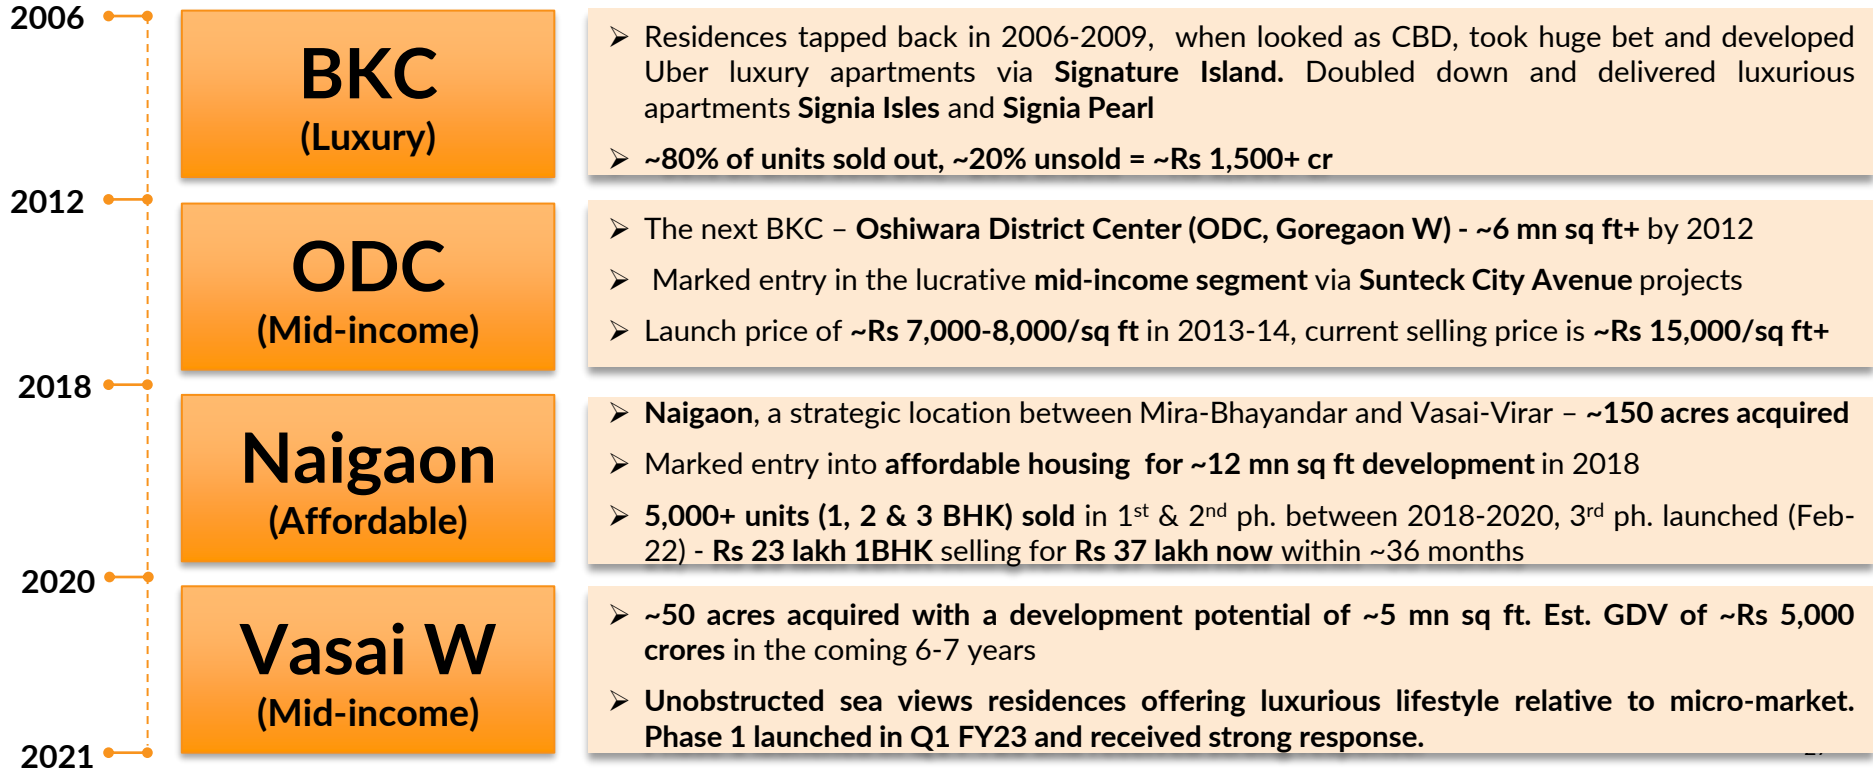 2006
BKC
(Luxury)
➢ Residences tapped back in 2006-2009, when looked as CBD, took huge bet and developed
Uber luxury apartments via Signature Island. Doubled down and delivered luxurious
apartments Signia Isles and Signia Pearl
➢ ~80% of units sold out, ~20% unsold = ~Rs 1,500+ cr
2012
ODC
(Mid-income)
➢ The next BKC – Oshiwara District Center (ODC, Goregaon W) - ~6 mn sq ft+ by 2012
➢ Marked entry in the lucrative mid-income segment via Sunteck City Avenue projects
➢ Launch price of ~Rs 7,000-8,000/sq ft in 2013-14, current selling price is ~Rs 15,000/sq ft+
2018
Naigaon
(Affordable)
➢ Naigaon, a strategic location between Mira-Bhayandar and Vasai-Virar – ~150 acres acquired
➢ Marked entry into affordable housing for ~12 mn sq ft development in 2018
➢ 5,000+ units (1, 2 & 3 BHK) sold in 1st & 2nd ph. between 2018-2020, 3rd ph. launched (Feb-
22) - Rs 23 lakh 1BHK selling for Rs 37 lakh now within ~36 months
2020
Vasai W
(Mid-income)
➢ ~50 acres acquired with a development potential of ~5 mn sq ft. Est. GDV of ~Rs 5,000
crores in the coming 6-7 years
➢ Unobstructed sea views residences offering luxurious lifestyle relative to micro-market.
Phase 1 launched in Q1 FY23 and received strong response.
2021